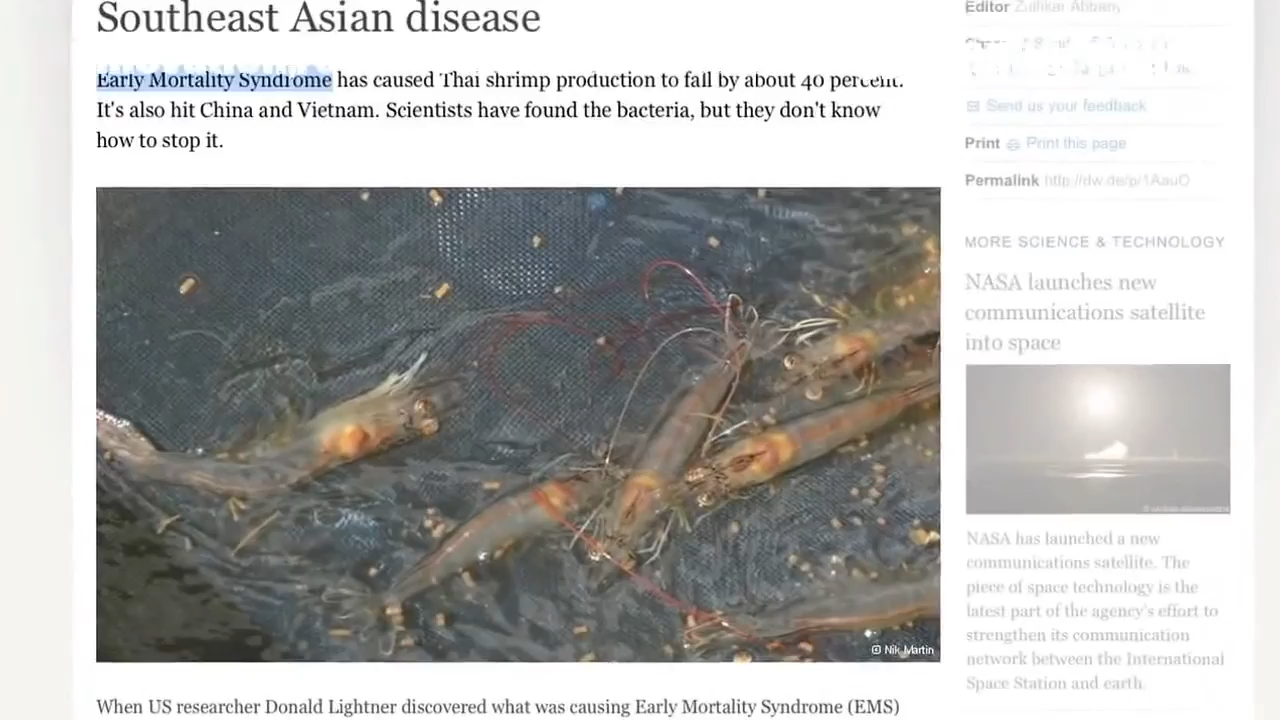 Southeast Asian disease
Early Mortality Syndrome has caused Thai shrimp production to fall by about 40 percent.
It's also hit China and Vietnam. Scientists have found the bacteria, but they don't know
how to stop it.
© Nik Martin
When US researcher Donald Lightner discovered what was causing Early Mortality Syndrome (EMS)
Editor Zulfikar Abbany
Send us your feedback
Print Print this page
Permalink http://dw.de/p/1AauO
MORE SCIENCE & TECHNOLOGY
NASA launches new
communications satellite
into space
NASA has launched a new
communications satellite. The
piece of space technology is the
latest part of the agency's effort to
strengthen its communication
network between the International
Space Station and earth.